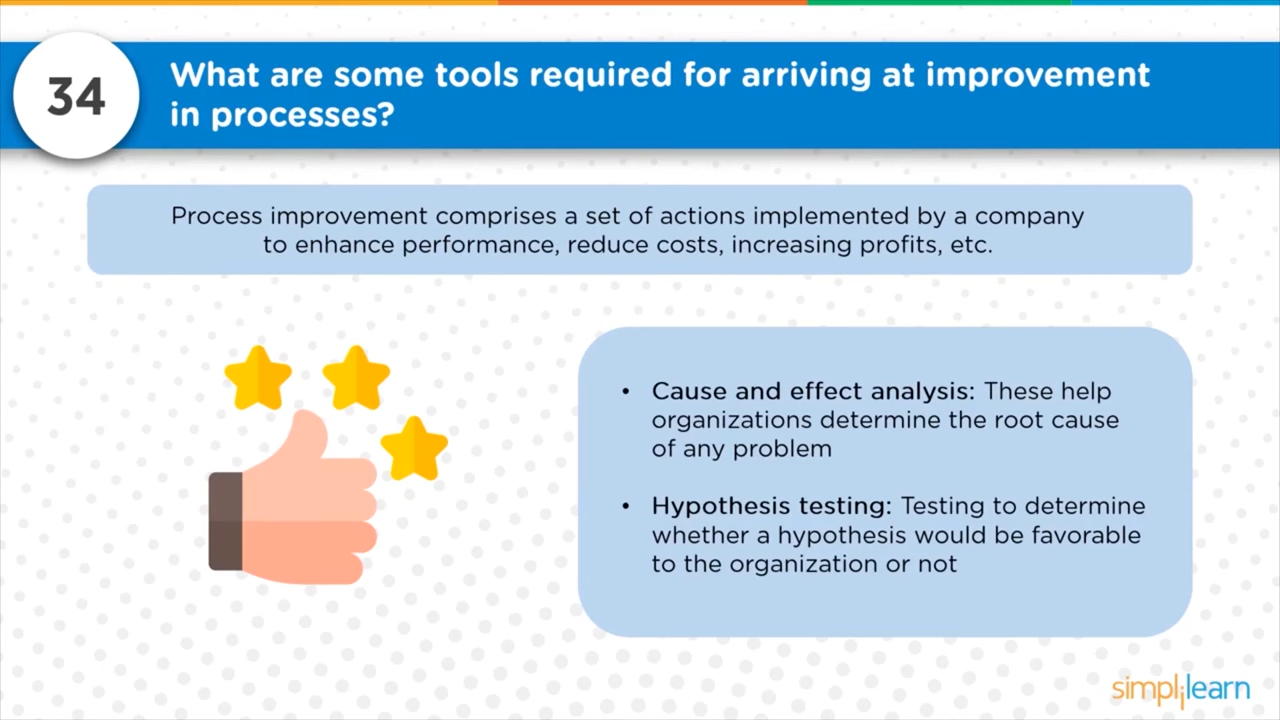 34
What are some tools required for arriving at improvement
in processes?
Process improvement comprises a set of actions implemented by a company
to enhance performance, reduce costs, increasing profits, etc.
• Cause and effect analysis: These help
organizations determine the root cause
of any problem
• Hypothesis testing: Testing to determine
whether a hypothesis would be favorable
to the organization or not
simplilearn